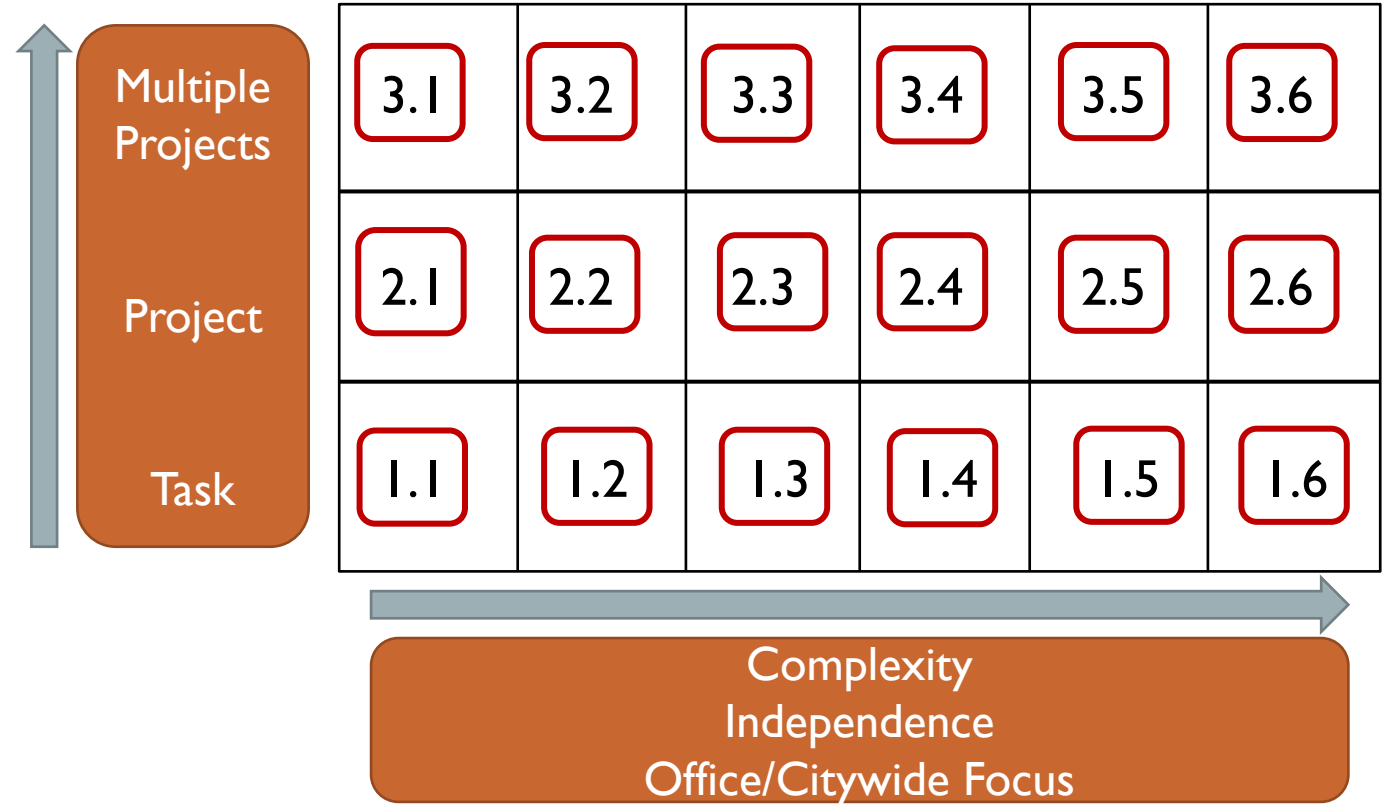 Multiple
Projects
3.1 3.2 3.3 3.4 3.5 3.6
Project
2.1 2.2 2.3 2.4 2.5 2.6
Task
1.1 1.2 1.3 1.4 1.5 1.6
Complexity
Independence
Office/Citywide Focus